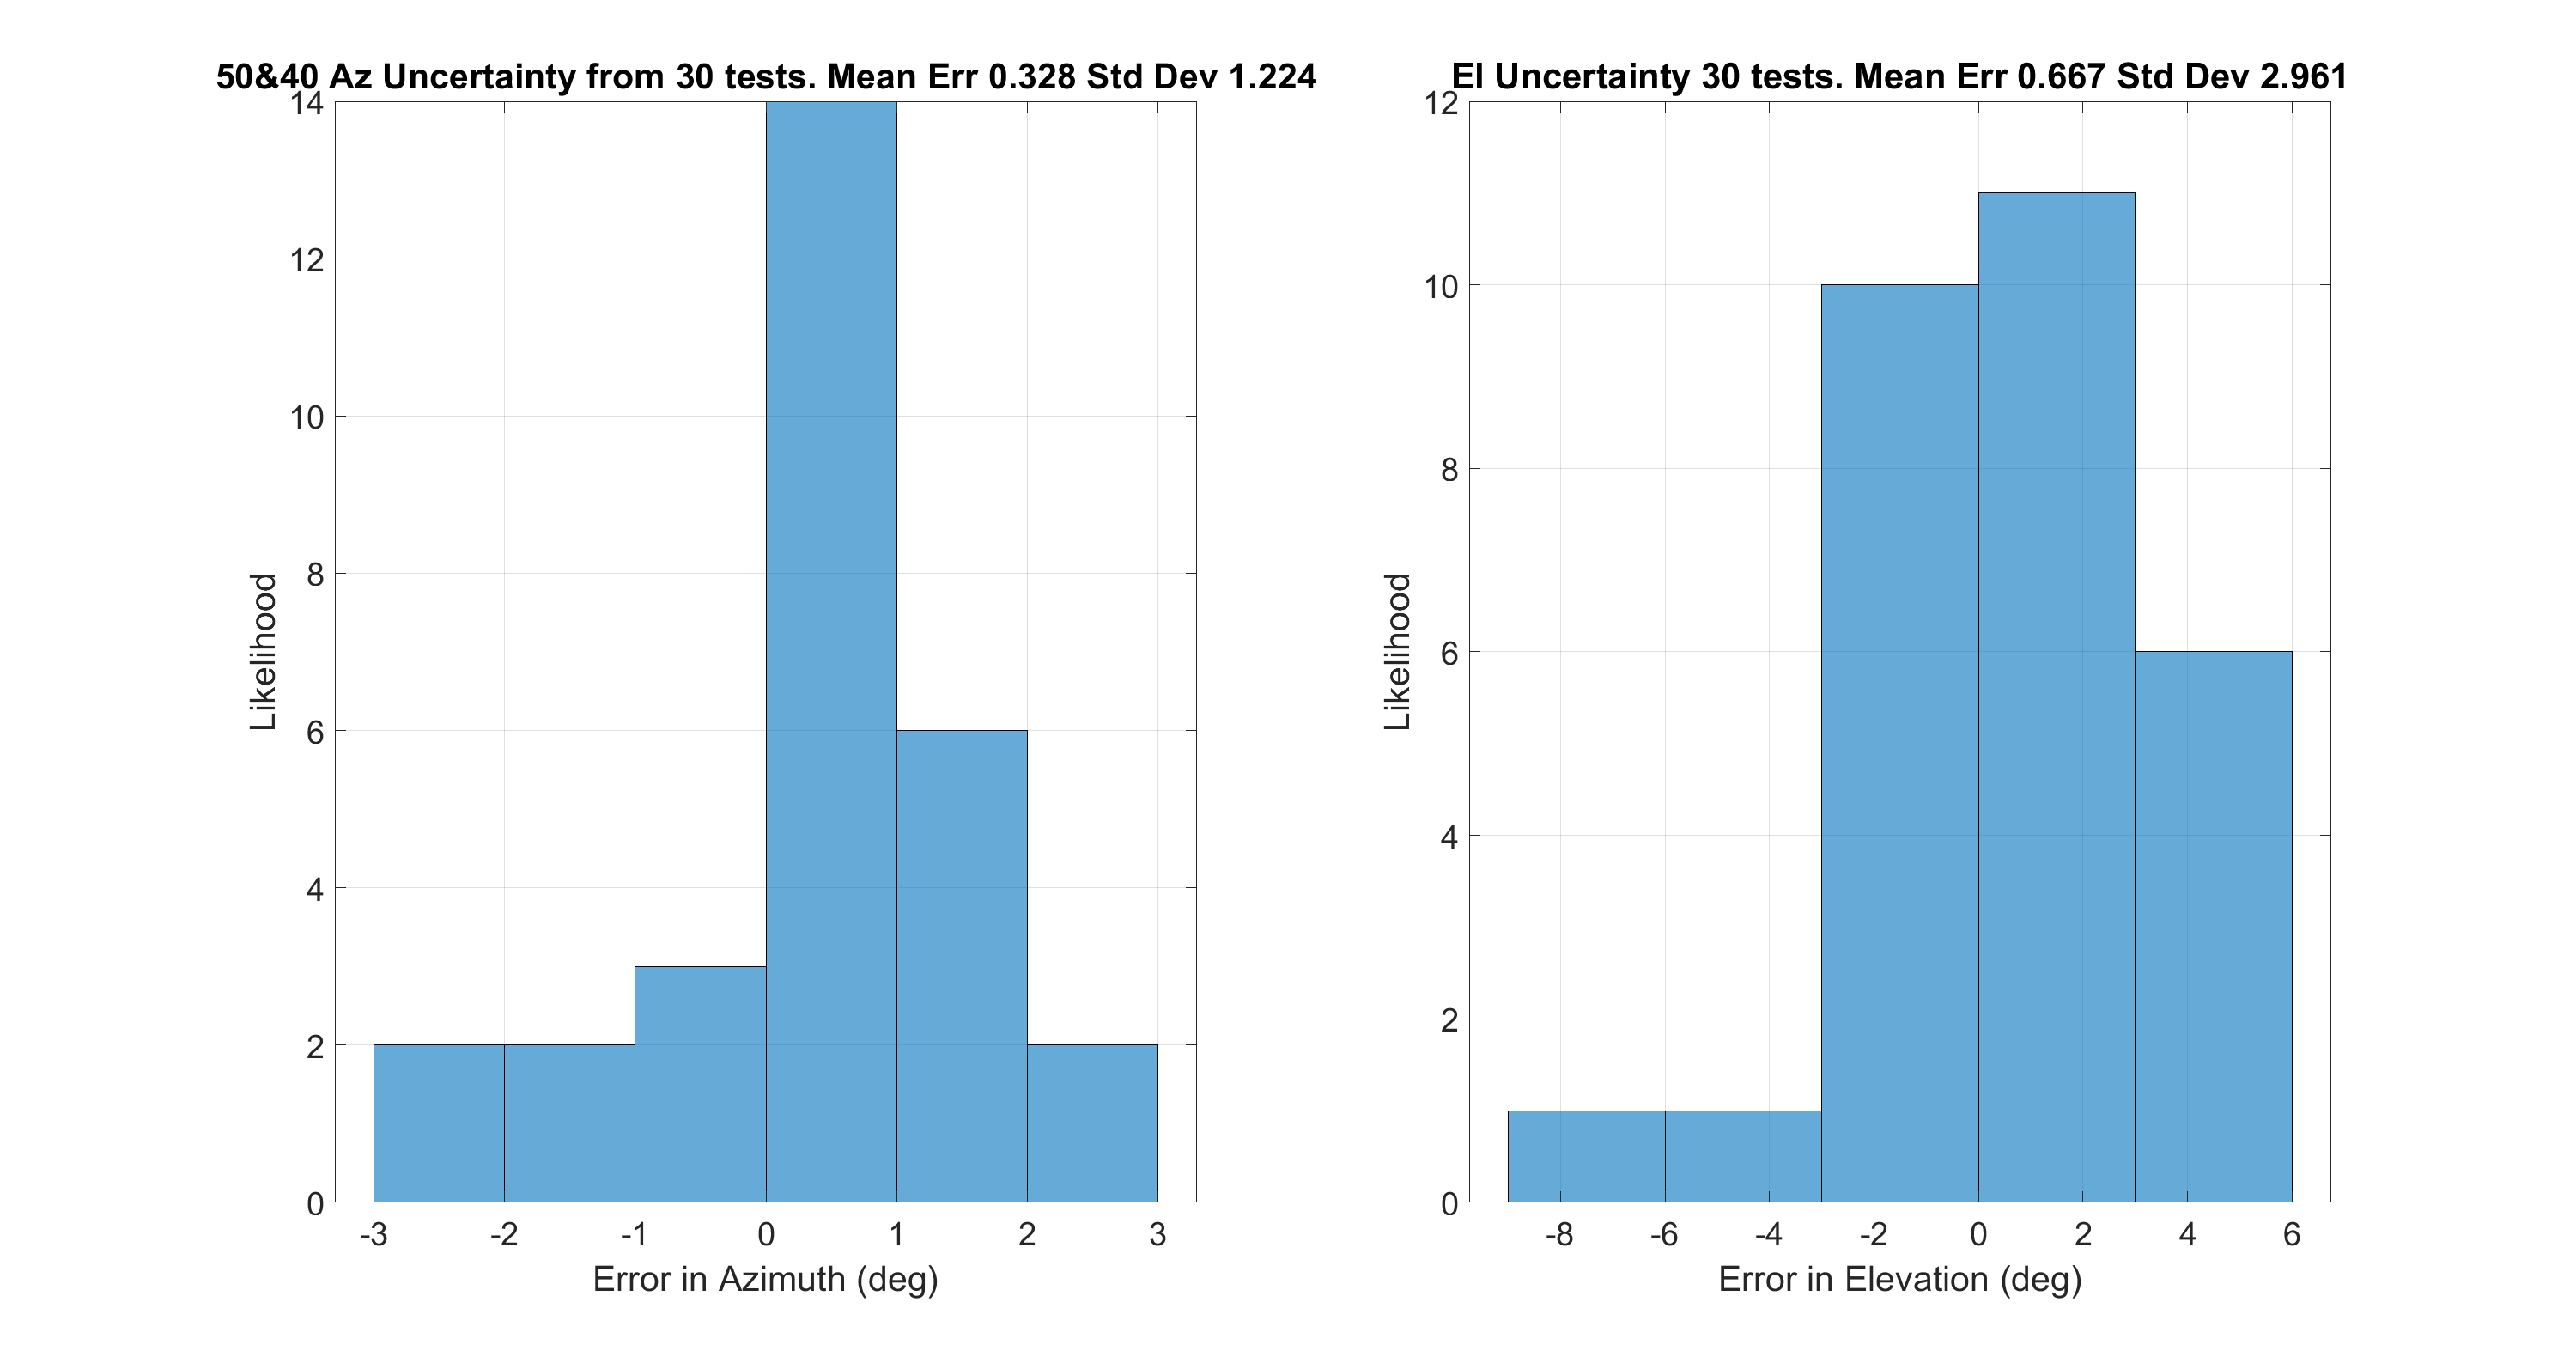 50&40 Az Uncertainty from 30 tests. Mean Err 0.328 Std Dev 1.224
14
12
10
8
6
4
2
0
Likelihood
-3 -2 -1 0 1 2 3
Error in Azimuth (deg)
El Uncertainty 30 tests. Mean Err 0.667 Std Dev 2.961
12
10
8
6
4
2
0
Likelihood
-8 -6 -4 -2 0 2 4 6
Error in Elevation (deg)